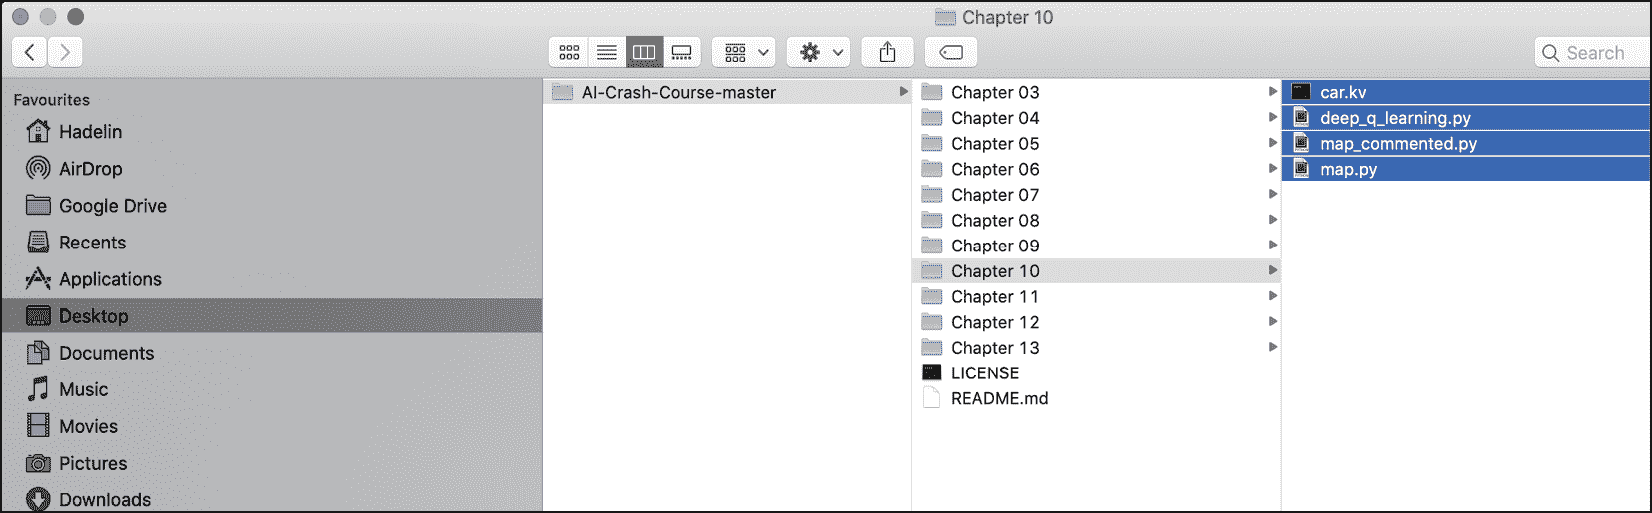 Chapter 10
Search
Favourites
Hadelin
AirDrop
Google Drive
Recents
Applications
Desktop
Documents
Music
Movies
Pictures
Downloads
AI-Crash-Course-master
Chapter 03
Chapter 04
Chapter 05
Chapter 06
Chapter 07
Chapter 08
Chapter 09
Chapter 10
Chapter 11
Chapter 12
Chapter 13
LICENSE
README.md
car.kv
deep_q_learning.py
map_commented.py
map.py